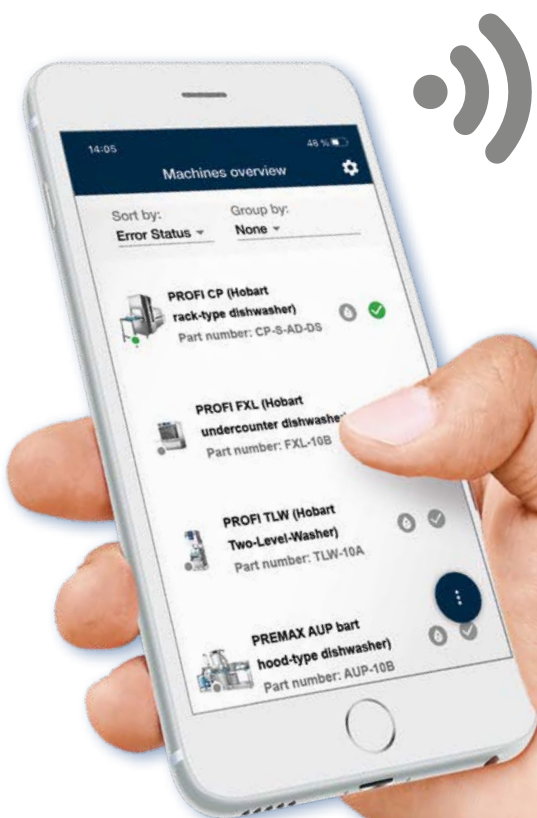 14:05
48 %
Machines overview
Sort by:
Group by:
Error Status
None
PROFI CP (Hobart
rack-type dishwasher)
Part number: CP-S-AD-DS
PROFI FXL (Hobart
undercounter dishwasher)
Part number: FXL-10B
PROFI TLW (Hobart
Two-Level-Washer)
Part number: TLW-10A
PREMAX AUP bart
hood-type dishwasher)
Part number: AUP-10B